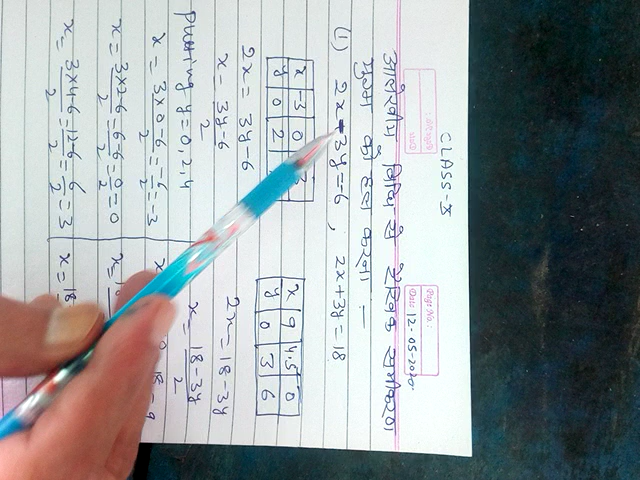 CLASS-X
Page No.:
Date: 12-05-2020
आलेखीय विधि से रैखिक समीकरण
युग्म को हल करना —
(1) 2x-3y=-6, 2x+3y=18
x -3 0
y 0 2
x 9 4.5 0
y 0 3 6
2x = 3y-6
x = 3y-6/2
putting y=0,2,4
x = 3×0-6/2 = -6/2 = -3
x = 3×2-6/2 = 6-6/2 = 0/2 = 0
x = 3×4-6/2 = 12-6/2 = 6/2 = 3
2x = 18-3y
x = 18-3y/2
x = 18